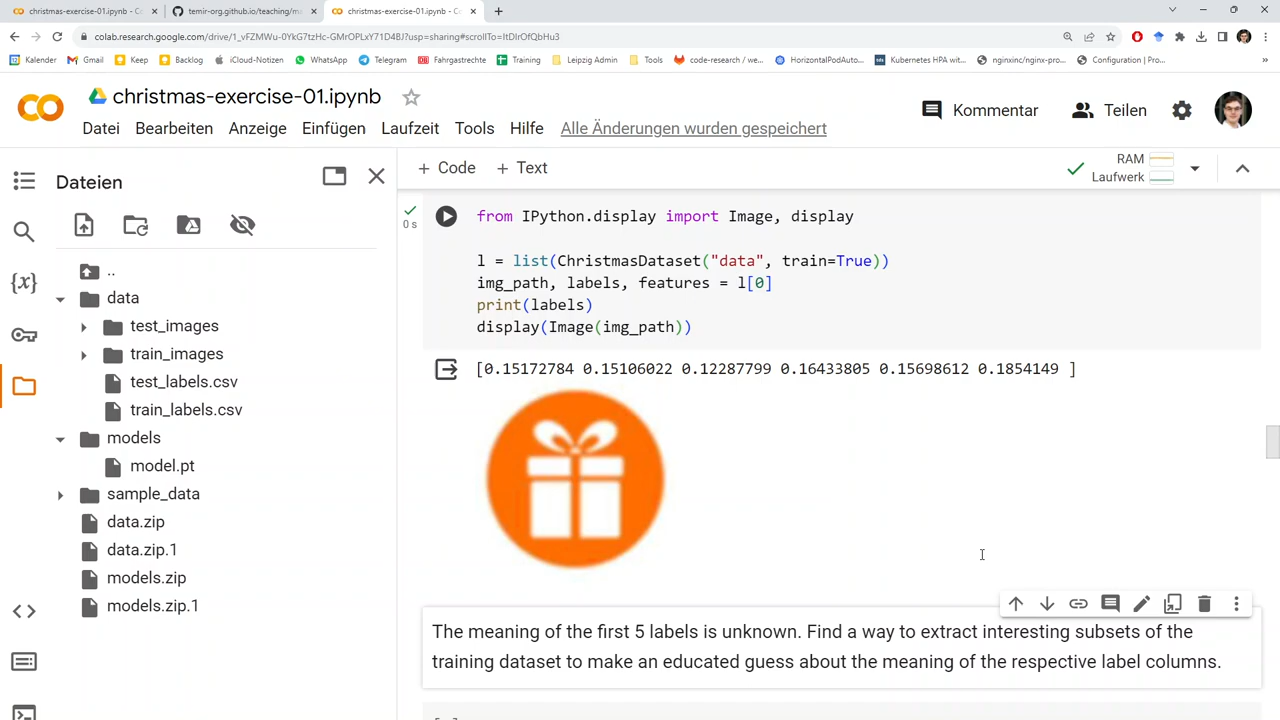 christmas-exercise-01.ipynb - Co
temir-org.github.io/teaching/ma
christmas-exercise-01.ipynb - Co
colab.research.google.com/drive/1_vFZMWu-0YkG7tzHc-GMrOPLxY71D4BJ?usp=sharing#scrollTo=ItDIrOfQbHu3
Kalender
Gmail
Keep
Backlog
iCloud-Notizen
WhatsApp
Telegram
Fahrgastrechte
Training
Leipzig Admin
Tools
code-research / we...
HorizontalPodAuto...
Kubernetes HPA wit...
nginxinc/nginx-pro...
Configuration | Pro...
christmas-exercise-01.ipynb
Kommentar
Teilen
Datei
Bearbeiten
Anzeige
Einfügen
Laufzeit
Tools
Hilfe
Alle Änderungen wurden gespeichert
Dateien
+ Code
+ Text
RAM
Laufwerk
..
data
test_images
train_images
test_labels.csv
train_labels.csv
models
model.pt
sample_data
data.zip
data.zip.1
models.zip
models.zip.1
0 s
from IPython.display import Image, display
l = list(ChristmasDataset("data", train=True))
img_path, labels, features = l[0]
print(labels)
display(Image(img_path))
[0.15172784 0.15106022 0.12287799 0.16433805 0.15698612 0.1854149 ]
The meaning of the first 5 labels is unknown. Find a way to extract interesting subsets of the
training dataset to make an educated guess about the meaning of the respective label columns.